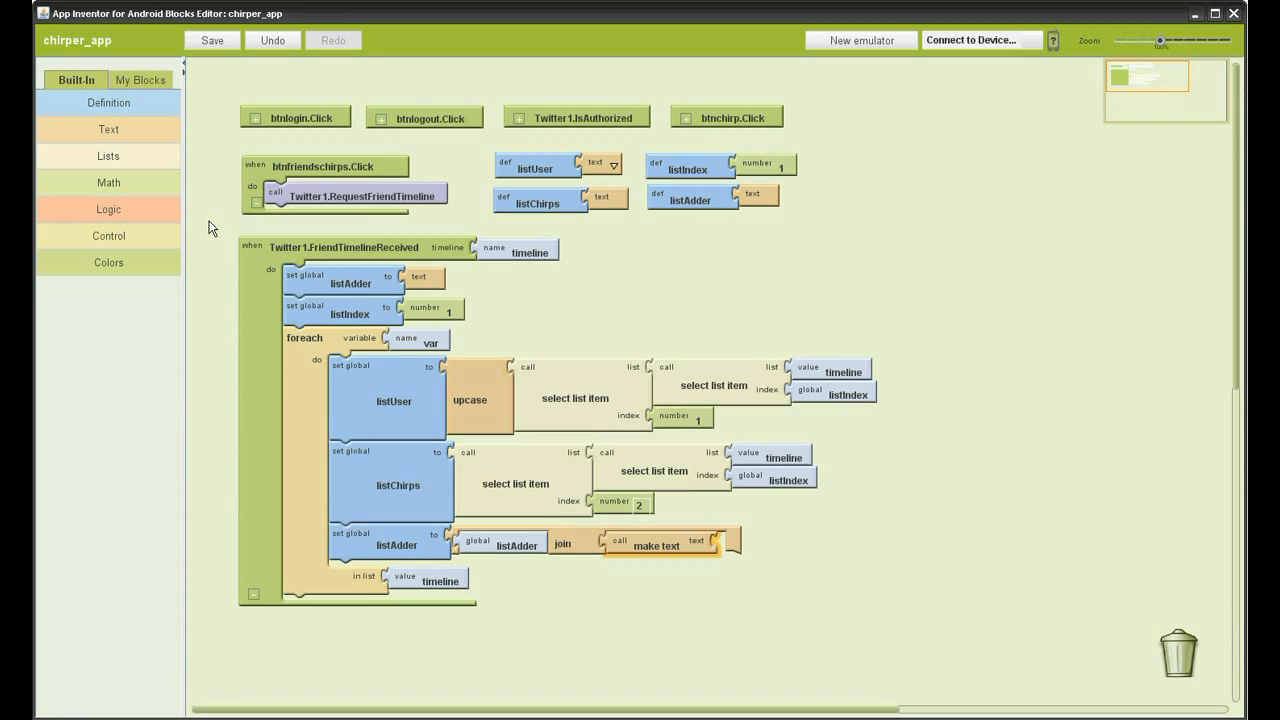 App Inventor for Android Blocks Editor: chirper_app
chirper_app Save Undo Redo New emulator Connect to Device... ? Zoom 100%
Built-In My Blocks
Definition
Text
Lists
Math
Logic
Control
Colors
btnlogin.Click btnlogout.Click Twitter1.IsAuthorized btnchirp.Click
when btnfriendschirps.Click
do call Twitter1.RequestFriendTimeline
def listUser text
def listIndex number 1
def listChirps text
def listAdder text
when Twitter1.FriendTimelineReceived timeline name timeline
do set global listAdder to text
set global listIndex to number 1
foreach variable name var
do set global listUser to upcase call select list item list call select list item list value timeline
index global listIndex
index number 1
set global listChirps to call select list item list call select list item list value timeline
index global listIndex
index number 2
set global listAdder to global listAdder join call make text text
in list value timeline